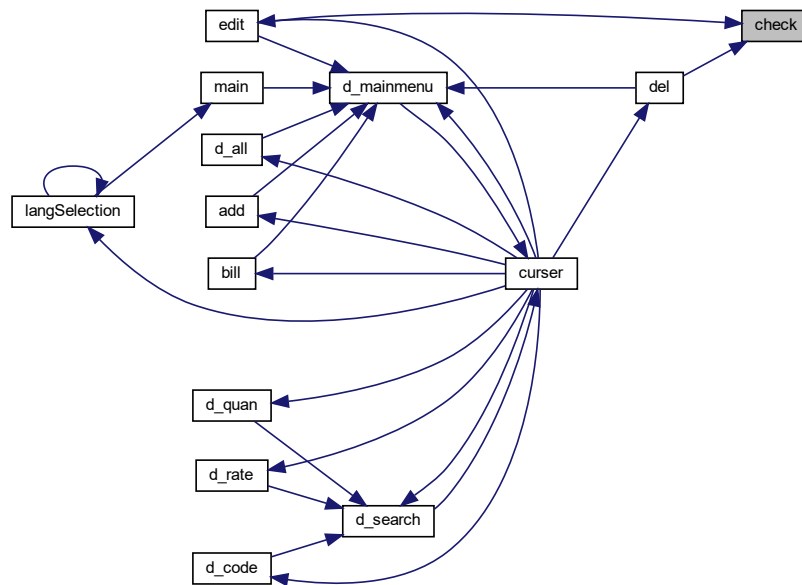 edit
check
main
d_mainmenu
del
d_all
langSelection
add
bill
curser
d_quan
d_rate
d_search
d_code